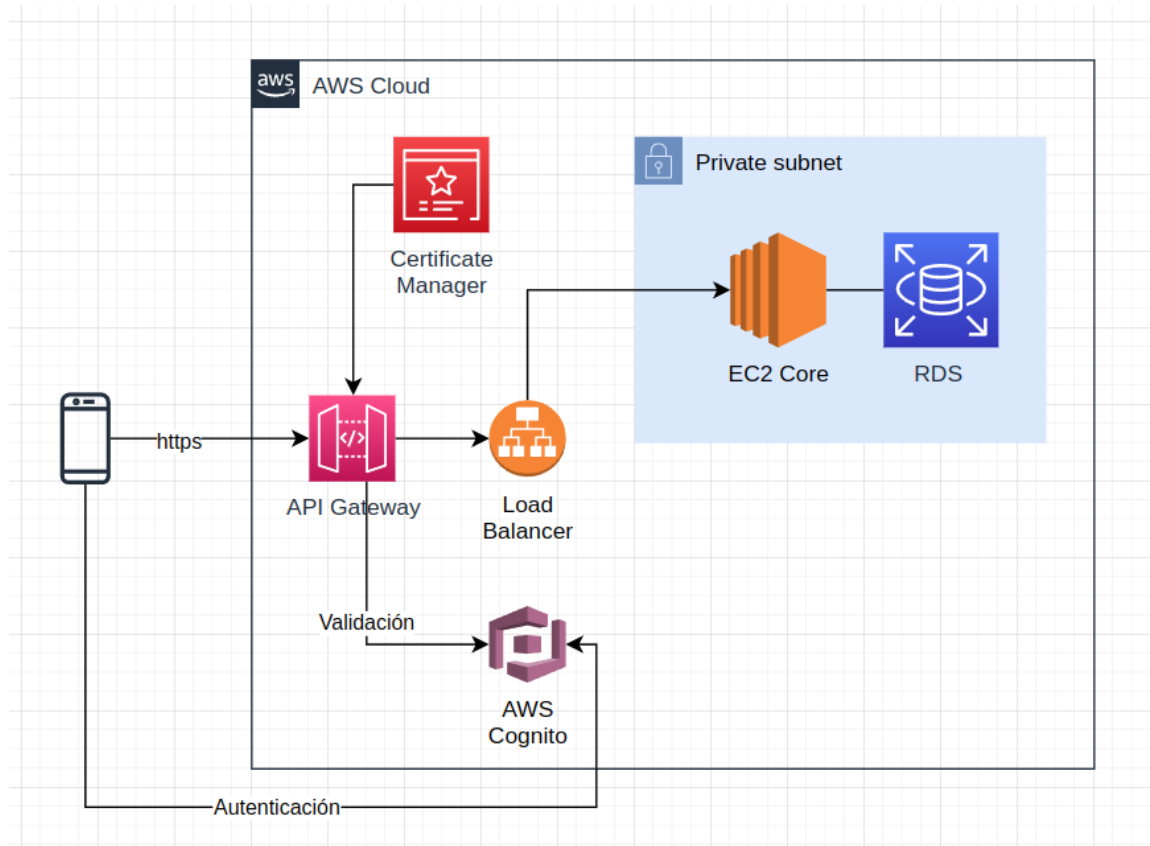 aws
AWS Cloud
Private subnet
Certificate
Manager
EC2 Core
RDS
https
</>
API Gateway
Load
Balancer
Validación
AWS
Cognito
Autenticación